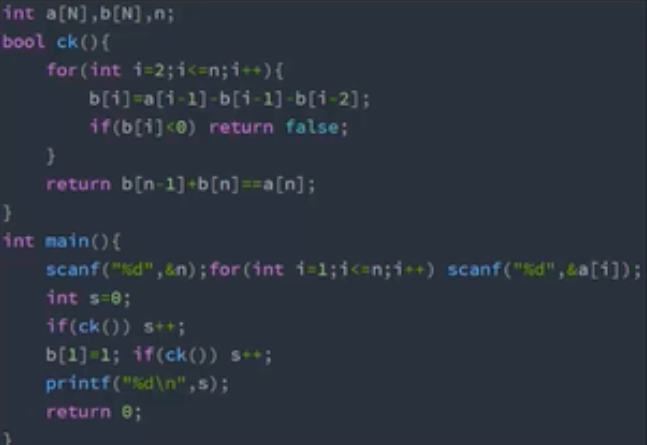 int a[N],b[N],n;
bool ck(){
    for(int i=2;i<=n;i++){
        b[i]=a[i-1]-b[i-1]-b[i-2];
        if(b[i]<0) return false;
    }
    return b[n-1]+b[n]==a[n];
}
int main(){
    scanf("%d",&n);for(int i=1;i<=n;i++) scanf("%d",&a[i]);
    int s=0;
    if(ck()) s++;
    b[1]=1; if(ck()) s++;
    printf("%d\n",s);
    return 0;
}